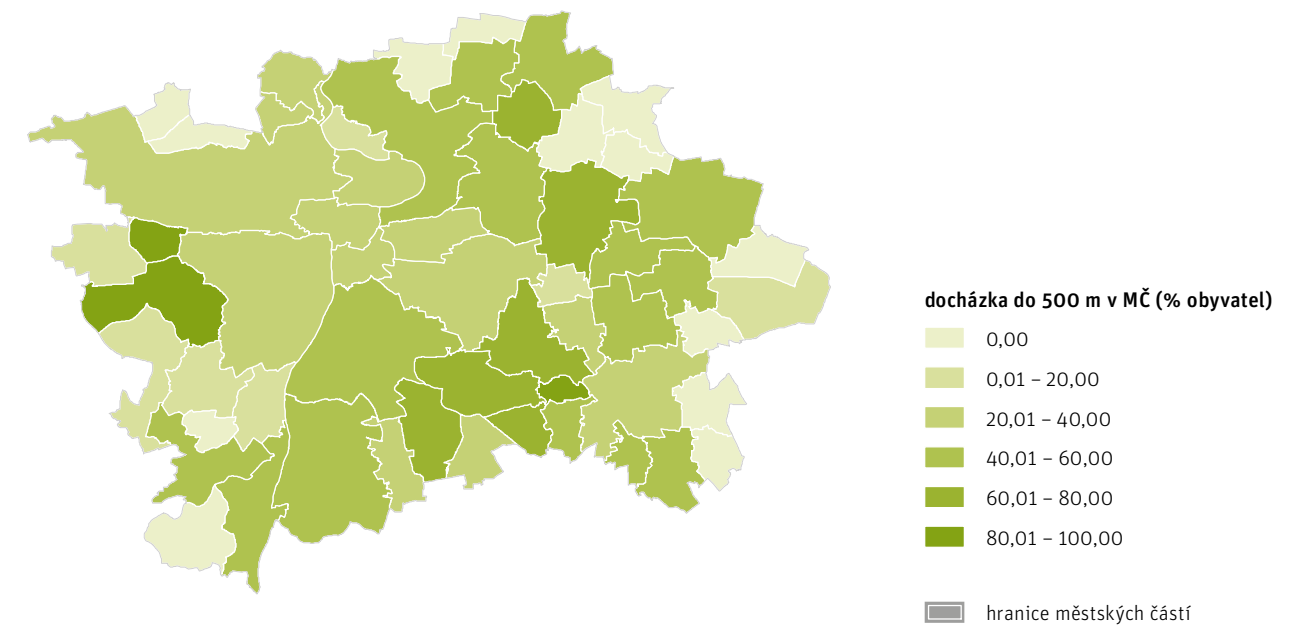 docházka do 500 m v MČ (% obyvatel)
0,00
0,01 – 20,00
20,01 – 40,00
40,01 – 60,00
60,01 – 80,00
80,01 – 100,00
hranice městských částí